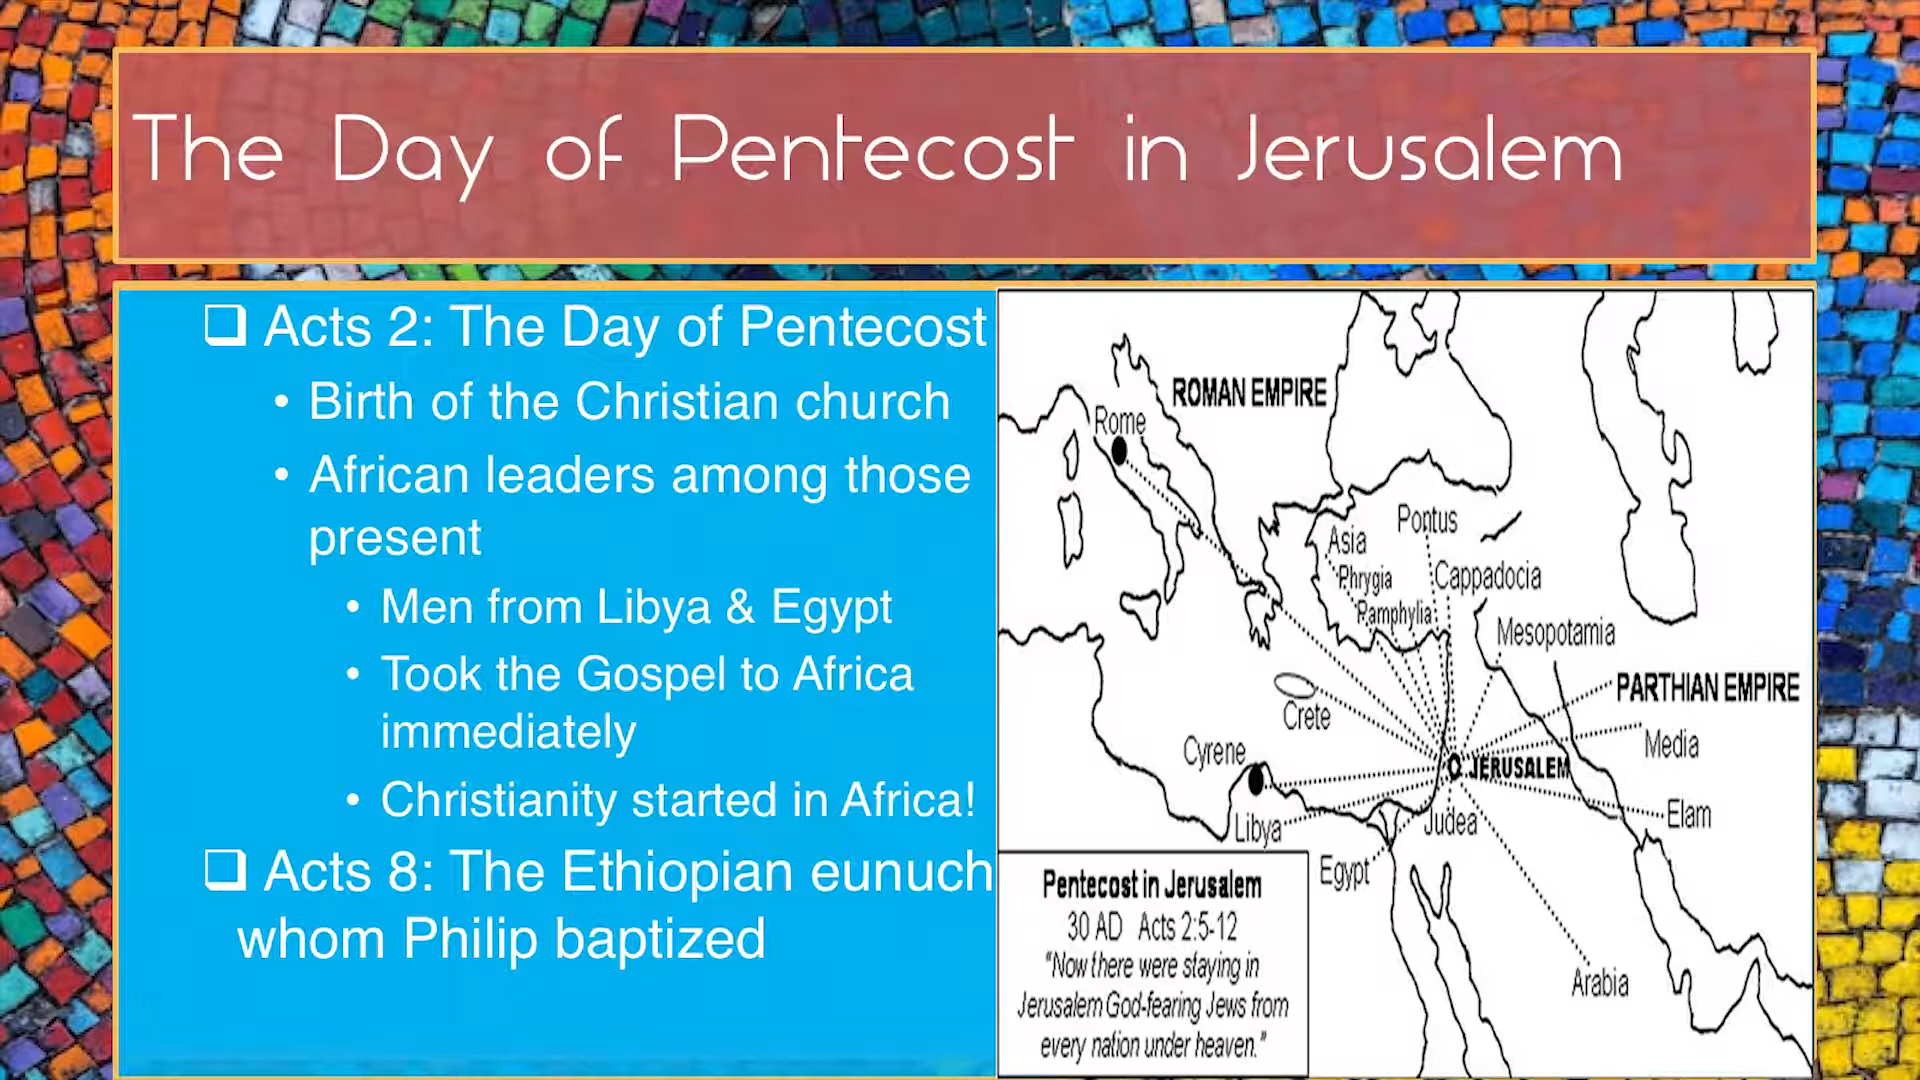 The Day of Pentecost in Jerusalem
❑ Acts 2: The Day of Pentecost
• Birth of the Christian church
• African leaders among those
present
• Men from Libya & Egypt
• Took the Gospel to Africa
immediately
• Christianity started in Africa!
❑ Acts 8: The Ethiopian eunuch
whom Philip baptized
ROMAN EMPIRE
Rome
Pontus
Asia
Phrygia
Cappadocia
Pamphylia
Mesopotamia
PARTHIAN EMPIRE
Crete
Media
Cyrene
JERUSALEM
Elam
Libya
Judea
Egypt
Arabia
Pentecost in Jerusalem
30 AD Acts 2:5-12
"Now there were staying in
Jerusalem God-fearing Jews from
every nation under heaven."